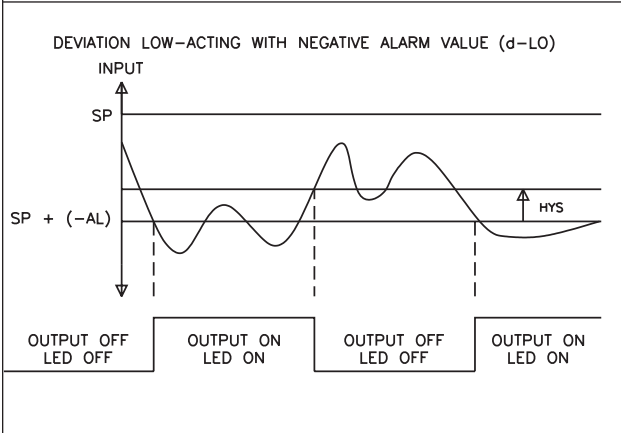 DEVIATION LOW-ACTING WITH NEGATIVE ALARM VALUE (d-LO)
INPUT
SP
SP + (-AL)
HYS
OUTPUT OFF
LED OFF
OUTPUT ON
LED ON
OUTPUT OFF
LED OFF
OUTPUT ON
LED ON